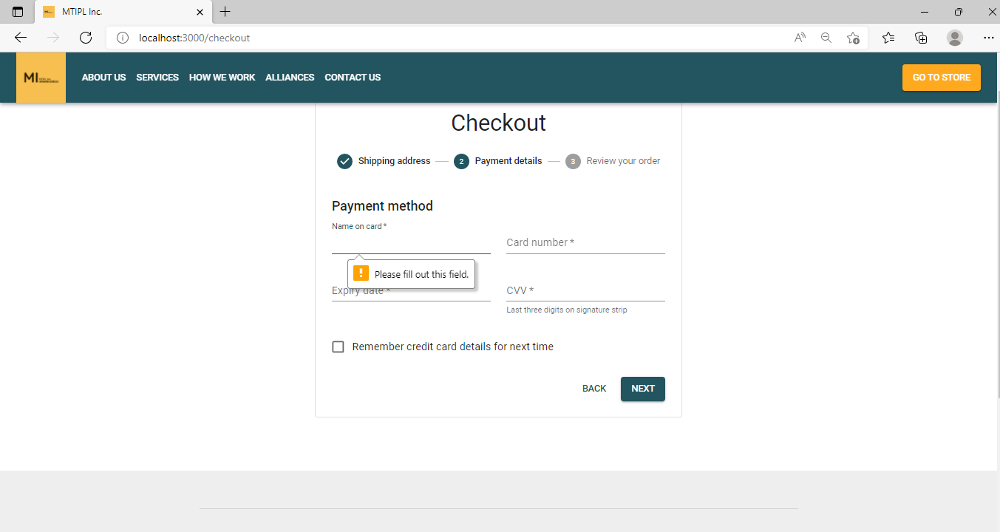 MTIPL Inc.
localhost:3000/checkout
MI
ABOUT US SERVICES HOW WE WORK ALLIANCES CONTACT US
GO TO STORE
Checkout
Shipping address 2 Payment details 3 Review your order
Payment method
Name on card *
Card number *
Please fill out this field.
Expiry date *
CVV *
Last three digits on signature strip
Remember credit card details for next time
BACK NEXT